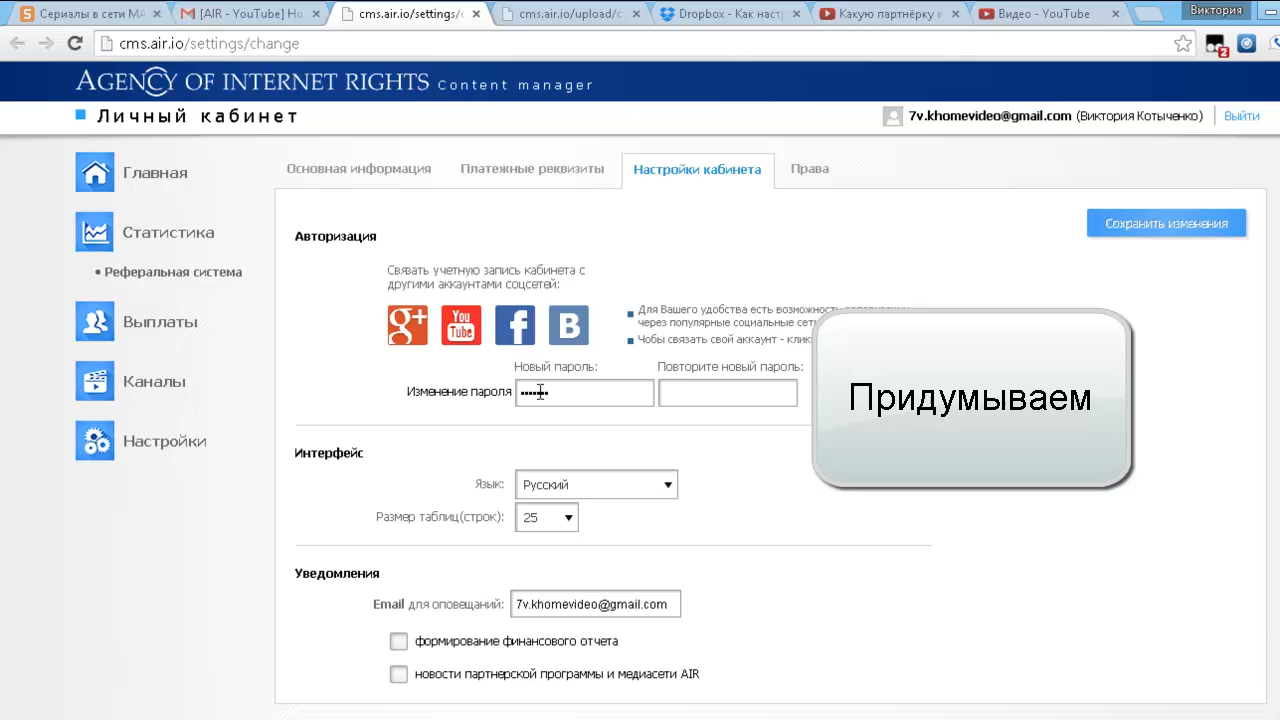 Сериалы в сети МА
[AIR - YouTube] Но
cms.air.io/settings/c
cms.air.io/upload/c
Dropbox - Как наст
Какую партнёрку в
Видео - YouTube
Виктория
cms.air.io/settings/change
2
AGENCY OF INTERNET RIGHTS Content manager
Личный кабинет
7v.khomevideo@gmail.com (Виктория Котыченко)
Выйти
Главная
Статистика
• Реферальная система
Выплаты
Каналы
Настройки
Основная информация
Платежные реквизиты
Настройки кабинета
Права
Сохранить изменения
Авторизация
Связать учетную запись кабинета с
другими аккаунтами соцсетей:
g+
You
Tube
f
B
Для Вашего удобства есть возможность
через популярные социальные сет
Чобы связать свой аккаунт - клик
Новый пароль:
Повторите новый пароль:
Изменение пароля
Придумываем
Интерфейс
Язык:
Русский
Размер таблиц(строк):
25
Уведомления
Email для оповещаний:
7v.khomevideo@gmail.com
формирование финансового отчета
новости партнерской программы и медиасети AIR